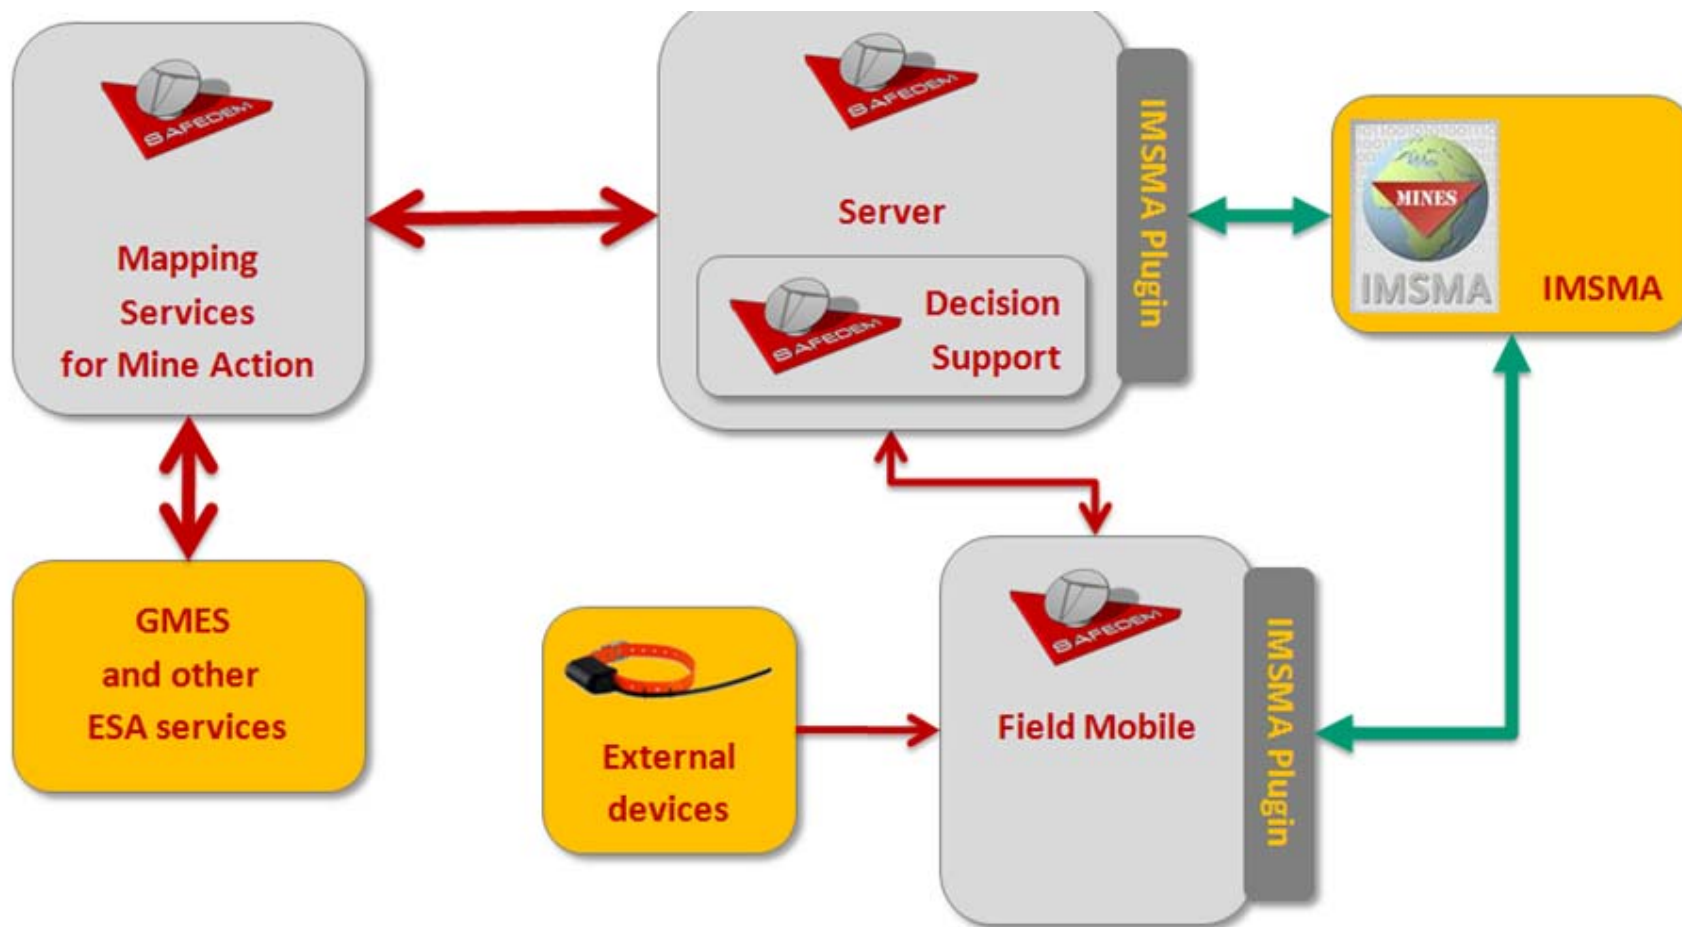 SAFEDEM
Mapping
Services
for Mine Action
SAFEDEM
Server
SAFEDEM
Decision
Support
IMSMA Plugin
MINES
IMSMA
IMSMA
GMES
and other
ESA services
External
devices
SAFEDEM
Field Mobile
IMSMA Plugin